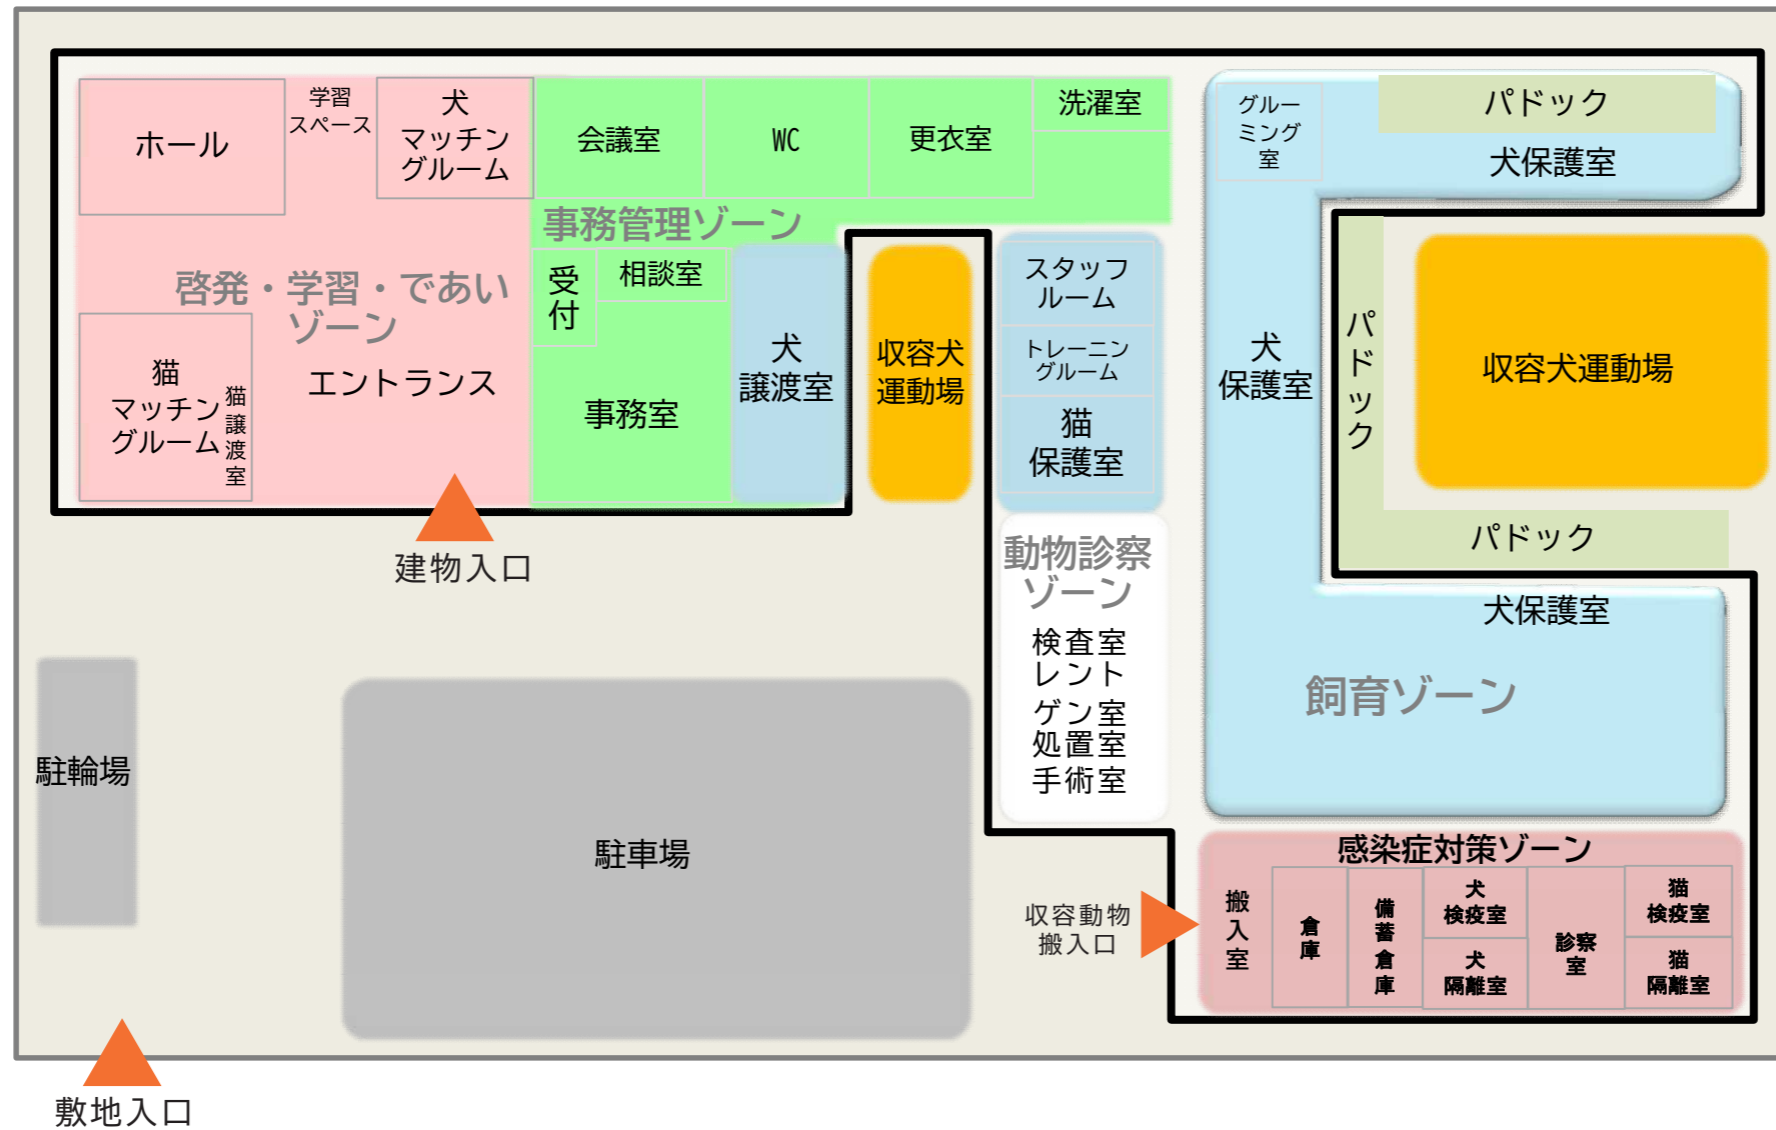 ホール
学習
スペース
犬
マッチン
グルーム
会議室
WC
更衣室
洗濯室
事務管理ゾーン
啓発・学習・であい
ゾーン
エントランス
猫
マッチン
グルーム
猫
譲
渡
室
受
付
相談室
事務室
犬
譲渡室
収容犬
運動場
スタッフ
ルーム
トレーニン
グルーム
猫
保護室
動物診察
ゾーン
検査室
レント
ゲン室
処置室
手術室
グルー
ミング
室
パドック
犬保護室
犬
保護室
パ
ド
ッ
ク
収容犬運動場
パドック
犬保護室
飼育ゾーン
建物入口
駐輪場
駐車場
収容動物
搬入口
感染症対策ゾーン
搬
入
室
倉
庫
備
蓄
倉
庫
犬
検疫室
犬
隔離室
診察
室
猫
検疫室
猫
隔離室
敷地入口